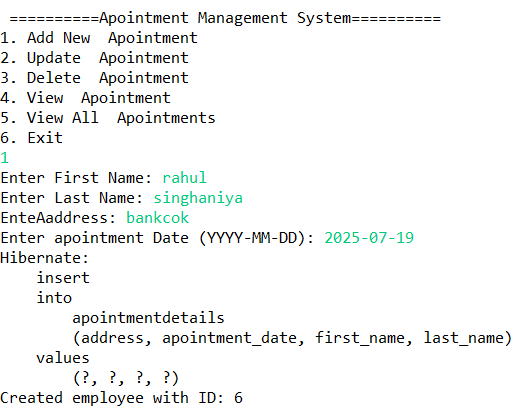 ==========Apointment Management System==========
1. Add New  Apointment
2. Update  Apointment
3. Delete  Apointment
4. View  Apointment
5. View All  Apointments
6. Exit
1
Enter First Name: rahul
Enter Last Name: singhaniya
EnteAaddress: bankcok
Enter apointment Date (YYYY-MM-DD): 2025-07-19
Hibernate:
    insert
    into
        apointmentdetails
        (address, apointment_date, first_name, last_name)
    values
        (?, ?, ?, ?)
Created employee with ID: 6